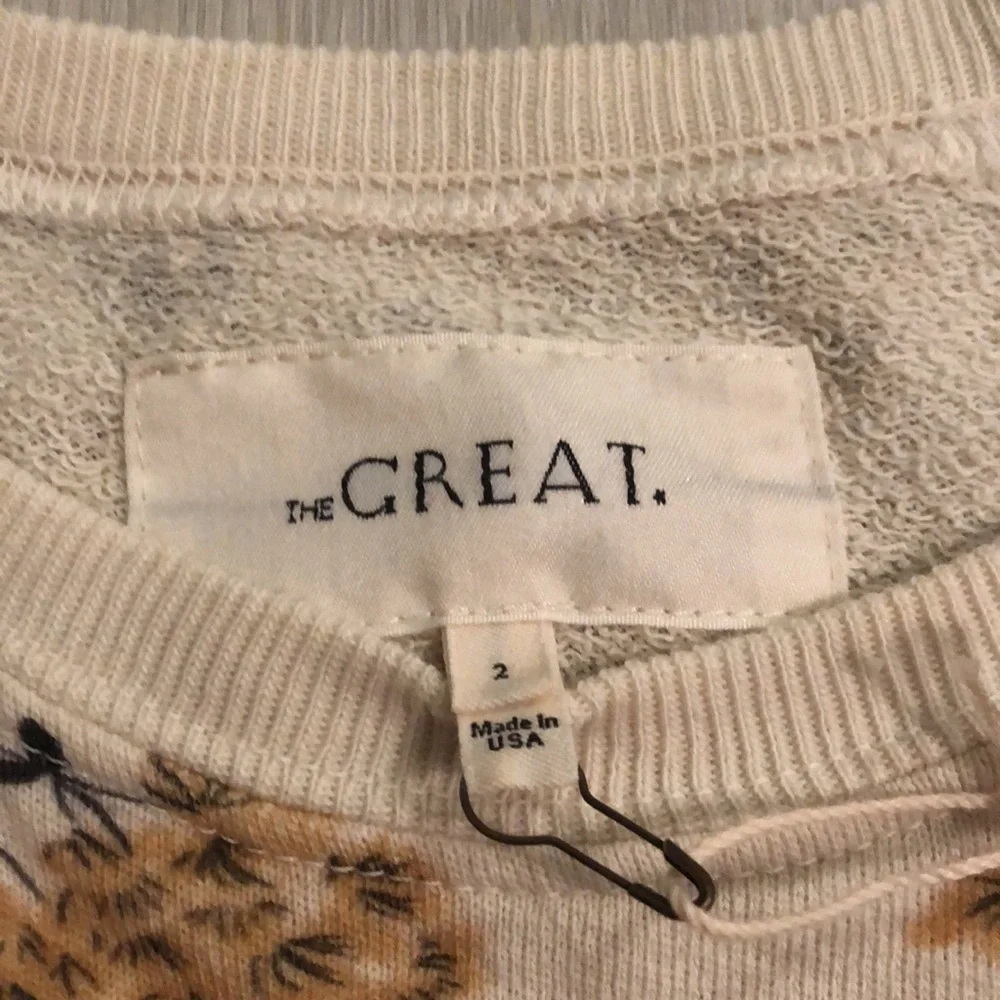 THE GREAT.
2
Made in
USA